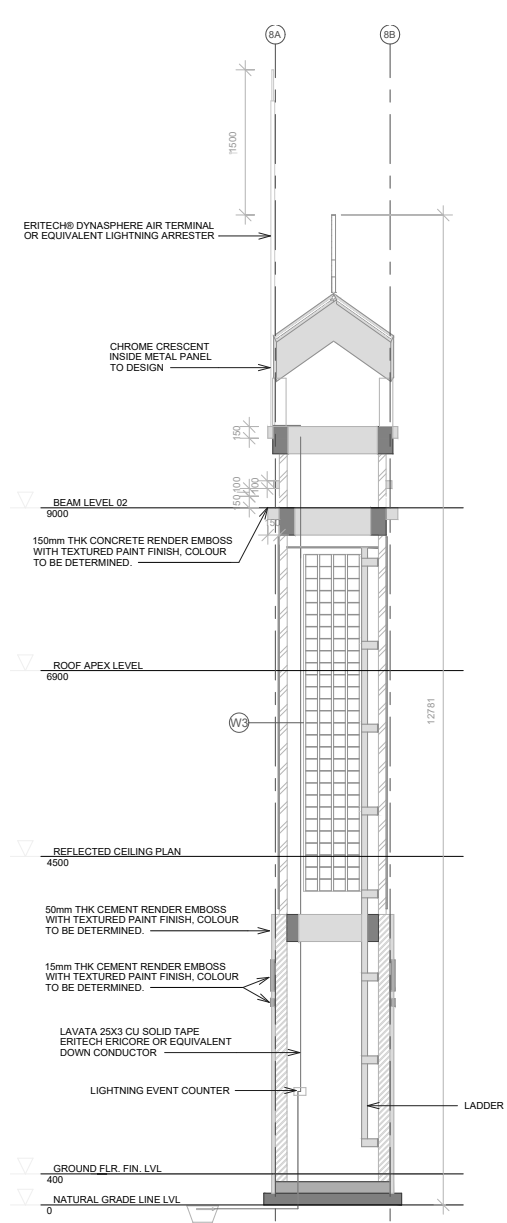 8A
8B
1500
ERITECH® DYNASPHERE AIR TERMINAL
OR EQUIVALENT LIGHTNING ARRESTER
CHROME CRESCENT
INSIDE METAL PANEL
TO DESIGN
150
100
100
50
BEAM LEVEL 02
9000
50
150mm THK CONCRETE RENDER EMBOSS
WITH TEXTURED PAINT FINISH, COLOUR
TO BE DETERMINED.
ROOF APEX LEVEL
6900
12781
W3
REFLECTED CEILING PLAN
4500
50mm THK CEMENT RENDER EMBOSS
WITH TEXTURED PAINT FINISH, COLOUR
TO BE DETERMINED.
15mm THK CEMENT RENDER EMBOSS
WITH TEXTURED PAINT FINISH, COLOUR
TO BE DETERMINED.
LAVATA 25X3 CU SOLID TAPE
ERITECH ERICORE OR EQUIVALENT
DOWN CONDUCTOR
LIGHTNING EVENT COUNTER
LADDER
GROUND FLR. FIN. LVL
400
NATURAL GRADE LINE LVL
0